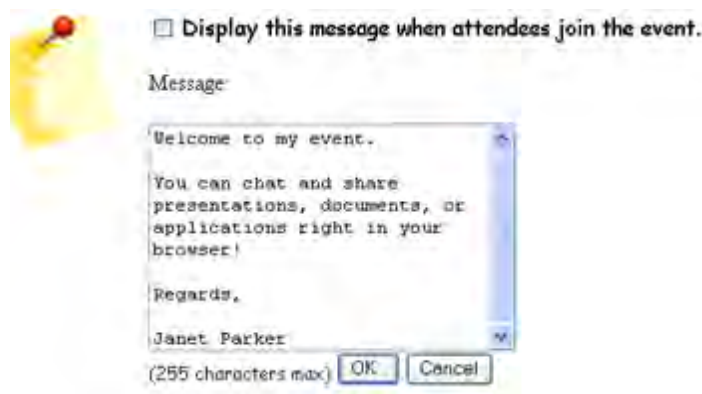 Display this message when attendees join the event.
Message:
Welcome to my event.
You can chat and share
presentations, documents, or
applications right in your
browser!
Regards,
Janet Parker
(255 characters max) OK Cancel